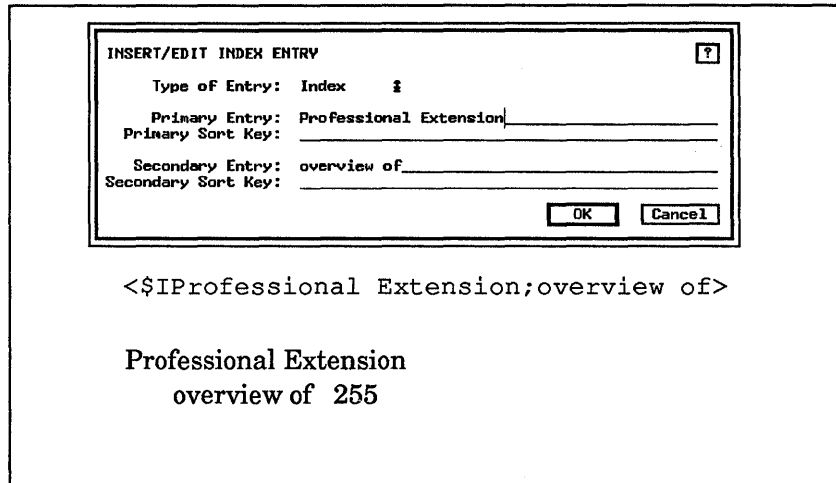 INSERT/EDIT INDEX ENTRY ?
Type of Entry: Index
Primary Entry: Professional Extension
Primary Sort Key:
Secondary Entry: overview of
Secondary Sort Key:
OK Cancel
<$IProfessional Extension;overview of>
Professional Extension
overview of 255